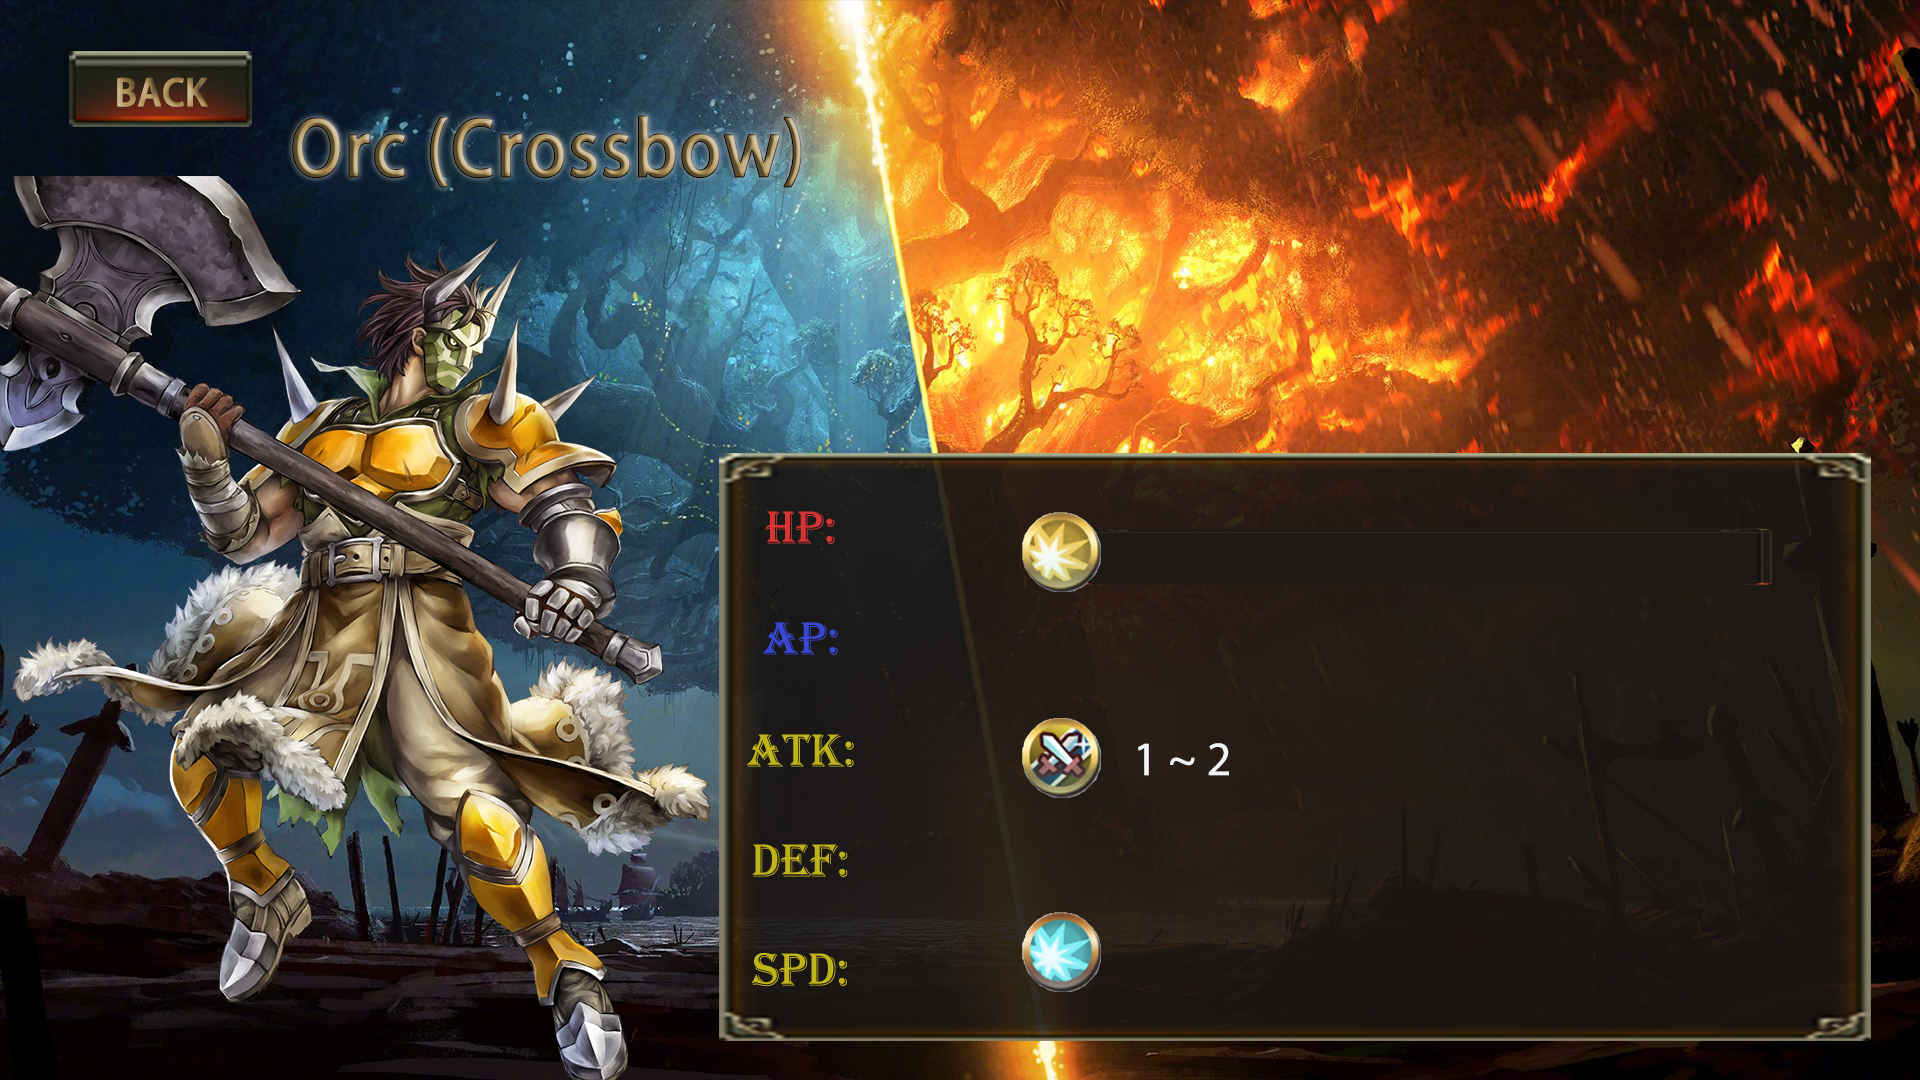 BACK
Orc (Crossbow)
HP:
AP:
ATK: 1 ~ 2
DEF:
SPD: